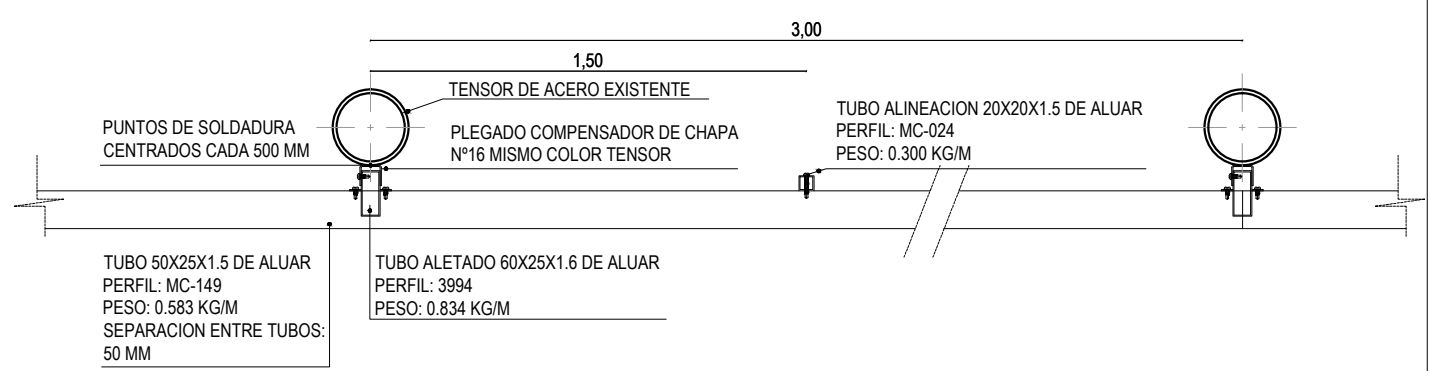 3,00
1,50
TENSOR DE ACERO EXISTENTE
PUNTOS DE SOLDADURA
CENTRADOS CADA 500 MM
PLEGADO COMPENSADOR DE CHAPA
Nº16 MISMO COLOR TENSOR
TUBO ALINEACION 20X20X1.5 DE ALUAR
PERFIL: MC-024
PESO: 0.300 KG/M
TUBO 50X25X1.5 DE ALUAR
PERFIL: MC-149
PESO: 0.583 KG/M
SEPARACION ENTRE TUBOS:
50 MM
TUBO ALETADO 60X25X1.6 DE ALUAR
PERFIL: 3994
PESO: 0.834 KG/M